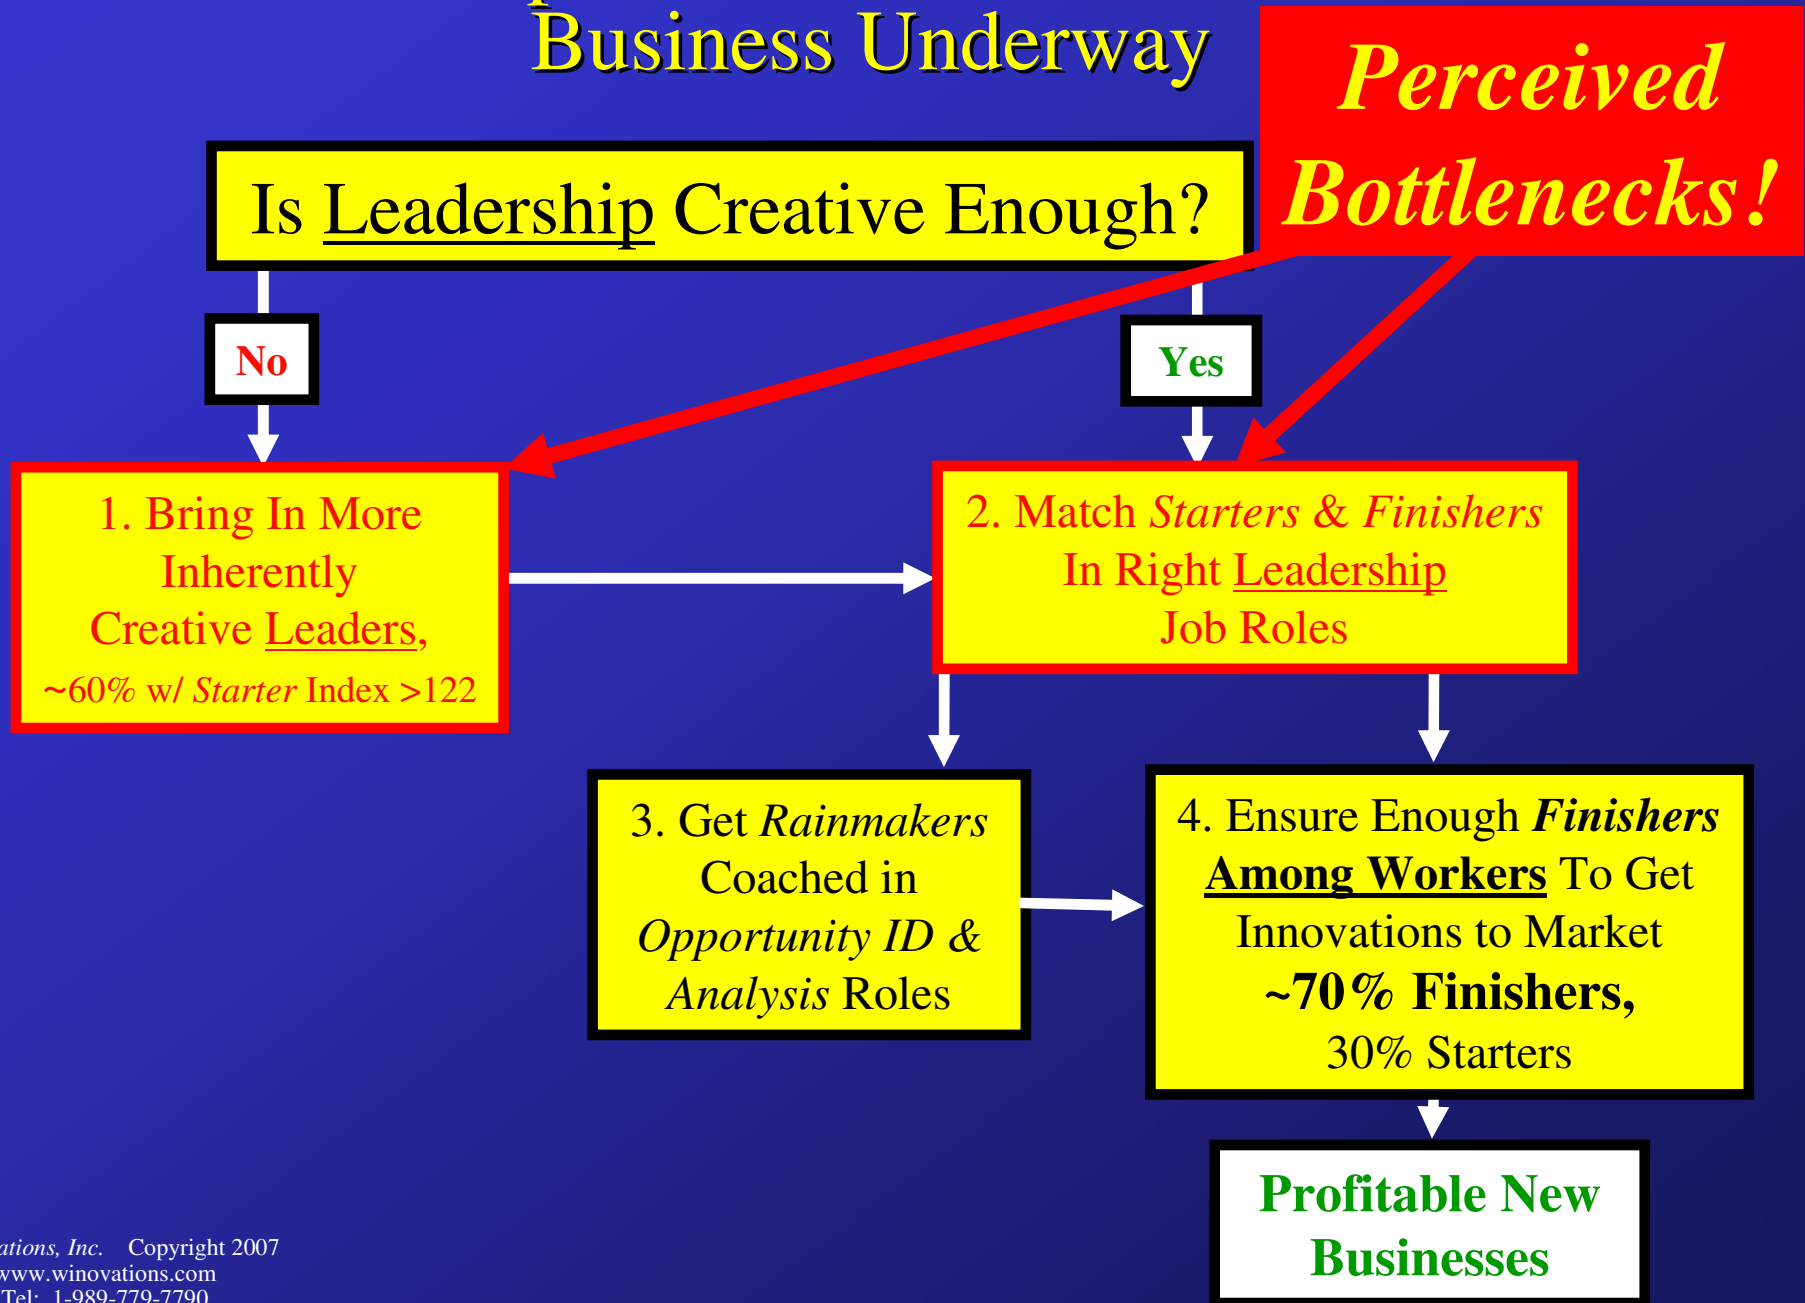 Business Underway
Perceived
Bottlenecks!
Is Leadership Creative Enough?
No
Yes
1. Bring In More
Inherently
Creative Leaders,
~60% w/ Starter Index >122
2. Match Starters & Finishers
In Right Leadership
Job Roles
3. Get Rainmakers
Coached in
Opportunity ID &
Analysis Roles
4. Ensure Enough Finishers
Among Workers To Get
Innovations to Market
~70% Finishers,
30% Starters
Profitable New
Businesses
Inc. Copyright 2007
www.winovations.com
Tel: 1-989-779-7790